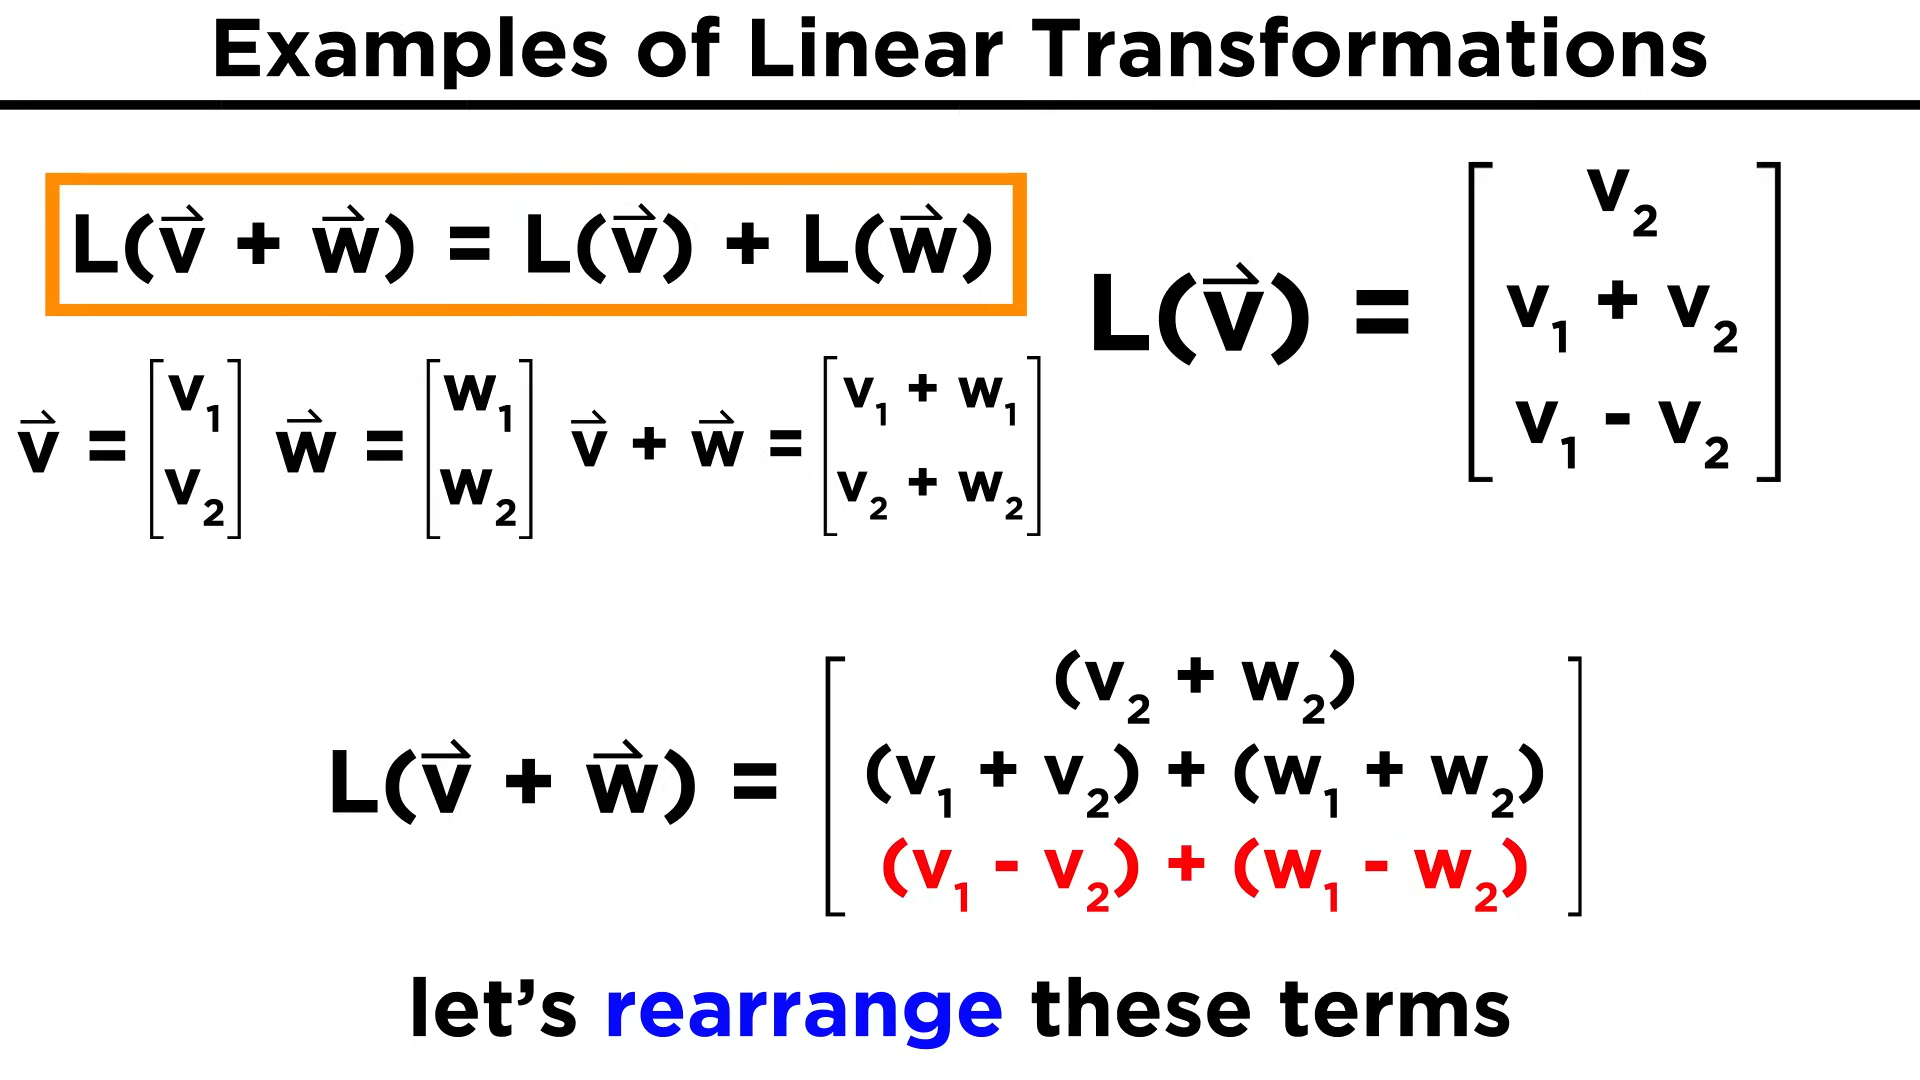 Examples of Linear Transformations
L(v⃗ + w⃗) = L(v⃗) + L(w⃗)
L(v⃗) = [v₂
v₁ + v₂
v₁ - v₂]
v⃗ = [v₁
v₂] w⃗ = [w₁
w₂] v⃗ + w⃗ = [v₁ + w₁
v₂ + w₂]
L(v⃗ + w⃗) = [(v₂ + w₂)
(v₁ + v₂) + (w₁ + w₂)
(v₁ - v₂) + (w₁ - w₂)]
let’s rearrange these terms